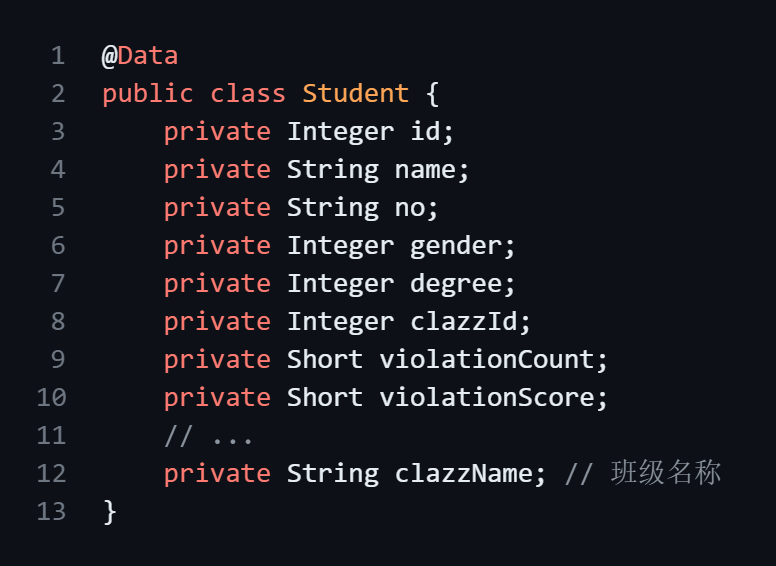 1 @Data
2 public class Student {
3     private Integer id;
4     private String name;
5     private String no;
6     private Integer gender;
7     private Integer degree;
8     private Integer clazzId;
9     private Short violationCount;
10     private Short violationScore;
11     // ...
12     private String clazzName; // 班级名称
13 }